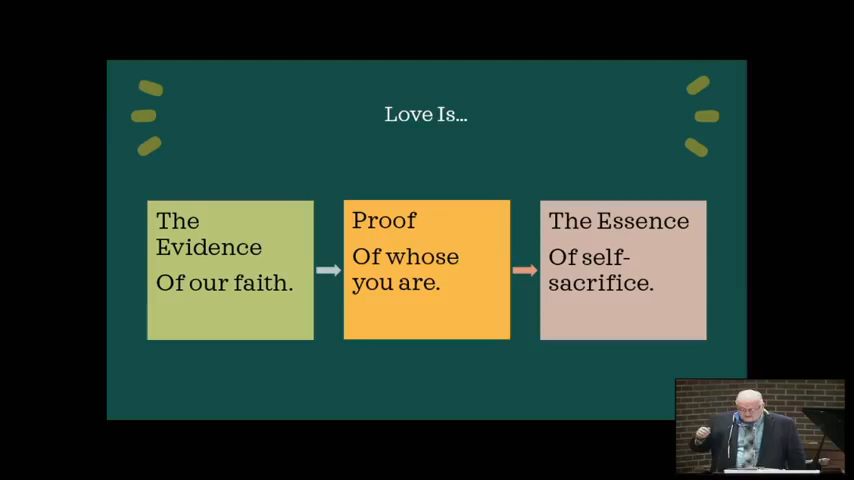 Love Is...
The
Evidence
Of our faith.
Proof
Of whose
you are.
The Essence
Of self-
sacrifice.